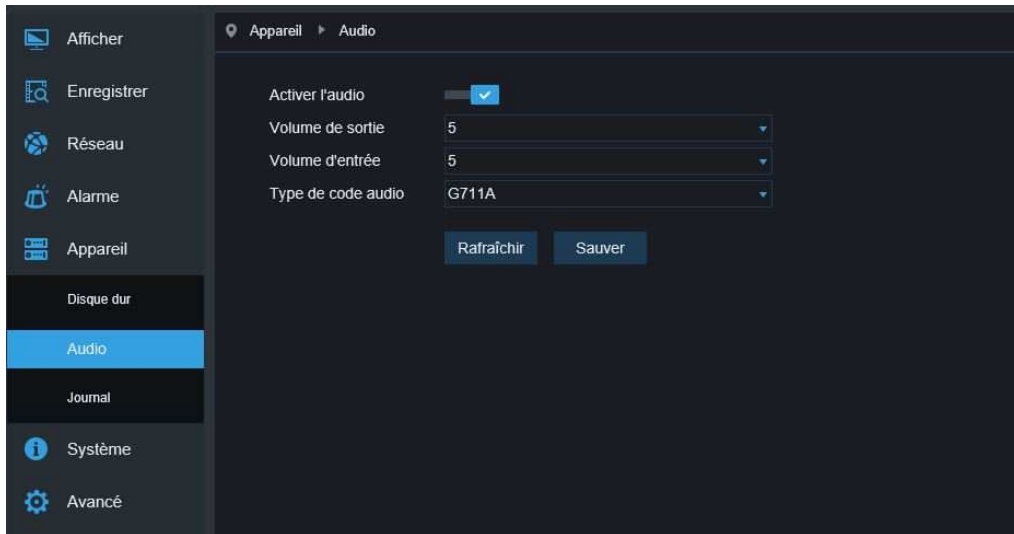 Afficher
Enregistrer
Réseau
Alarme
Appareil
Disque dur
Audio
Journal
Système
Avancé
Appareil Audio
Activer l'audio
Volume de sortie 5
Volume d'entrée 5
Type de code audio G711A
Rafraîchir Sauver